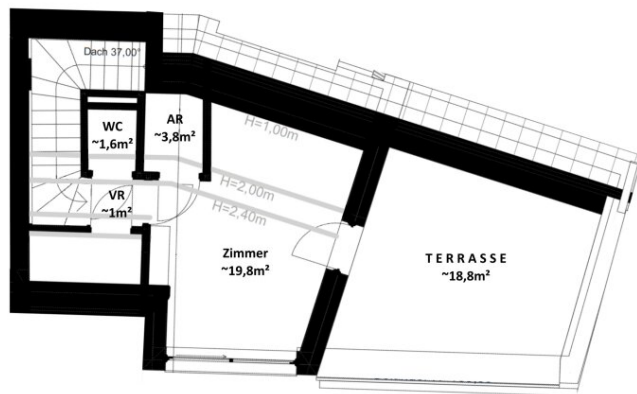 Dach 37,00°
WC
~1,6m²
AR
~3,8m²
H=1,00m
H=2,00m
H=2,40m
VR
~1m²
Zimmer
~19,8m²
TERRASSE
~18,8m²